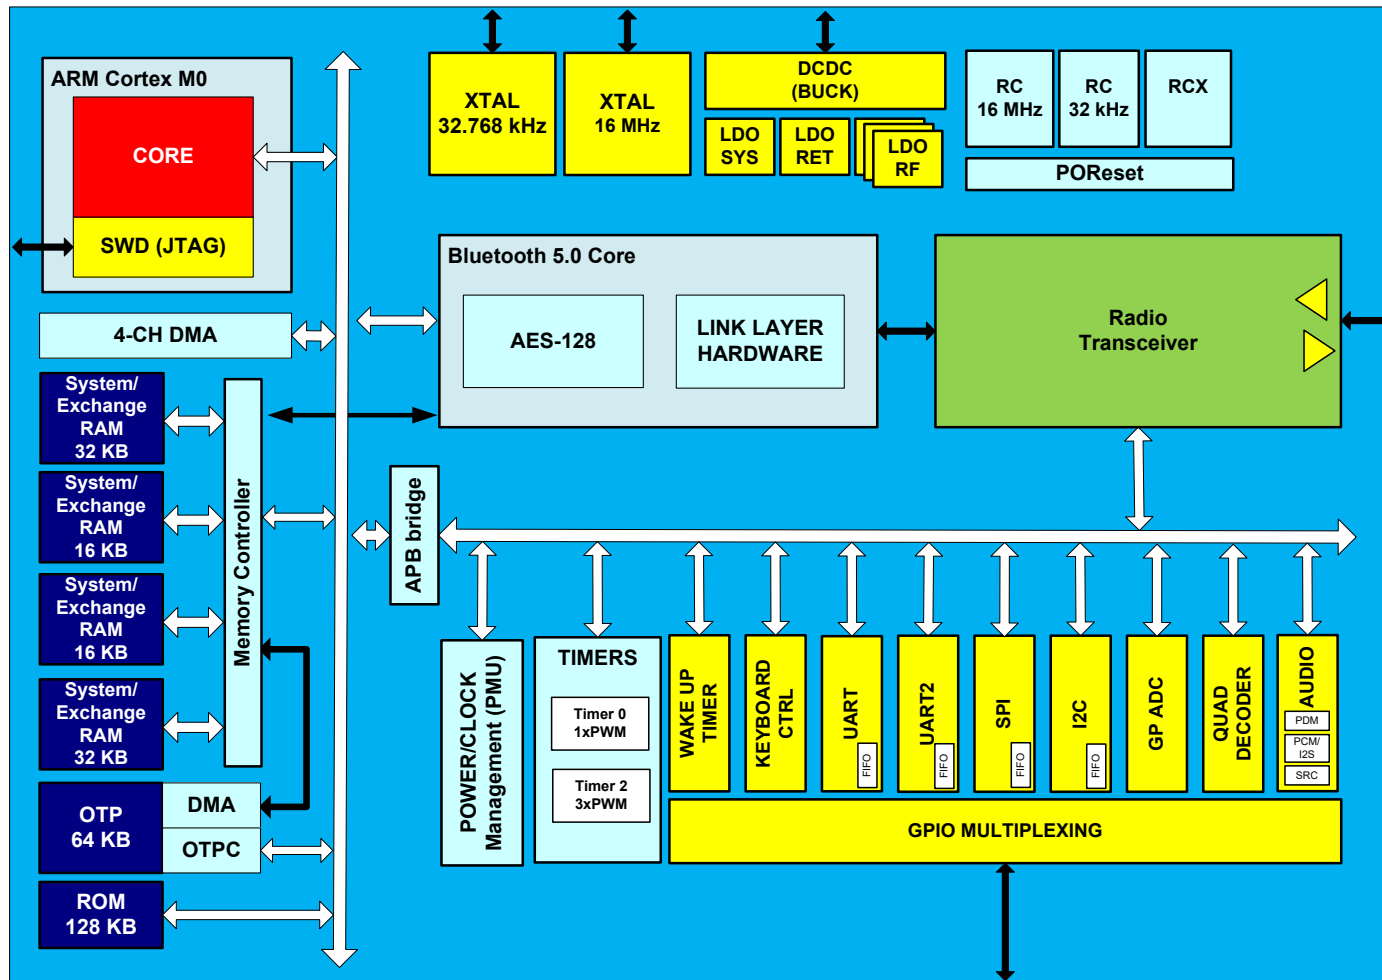 ARM Cortex M0
CORE
SWD (JTAG)
XTAL
32.768 kHz
XTAL
16 MHz
DCDC
(BUCK)
LDO
SYS
LDO
RET
LDO
RF
RC
16 MHz
RC
32 kHz
RCX
POReset
4-CH DMA
Bluetooth 5.0 Core
AES-128
LINK LAYER
HARDWARE
Radio
Transceiver
System/
Exchange
RAM
32 KB
System/
Exchange
RAM
16 KB
System/
Exchange
RAM
16 KB
System/
Exchange
RAM
32 KB
Memory Controller
OTP
64 KB
DMA
OTPC
ROM
128 KB
APB bridge
POWER/CLOCK
Management (PMU)
TIMERS
Timer 0
1xPWM
Timer 2
3xPWM
WAKE UP
TIMER
KEYBOARD
CTRL
UART
FIFO
UART2
FIFO
SPI
FIFO
I2C
FIFO
GP ADC
QUAD
DECODER
AUDIO
PDM
PCM/
I2S
SRC
GPIO MULTIPLEXING